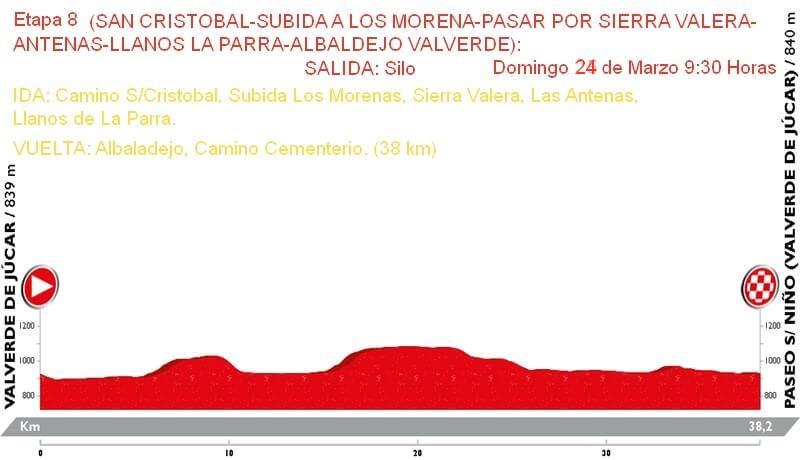 Etapa 8 (SAN CRISTOBAL-SUBIDA A LOS MORENA-PASAR POR SIERRA VALERA-
ANTENAS-LLANOS LA PARRA-ALBALDEJO VALVERDE):
SALIDA: Silo Domingo 24 de Marzo 9:30 Horas
IDA: Camino S/Cristobal, Subida Los Morenas, Sierra Valera, Las Antenas,
Llanos de La Parra.
VUELTA: Albaladejo, Camino Cementerio. (38 km)
VALVERDE DE JÚCAR / 839 m
PASEO S/ NIÑO (VALVERDE DE JÚCAR) / 840 m
1200 1200
1000 1000
800 800
Km 38,2
0 10 20 30